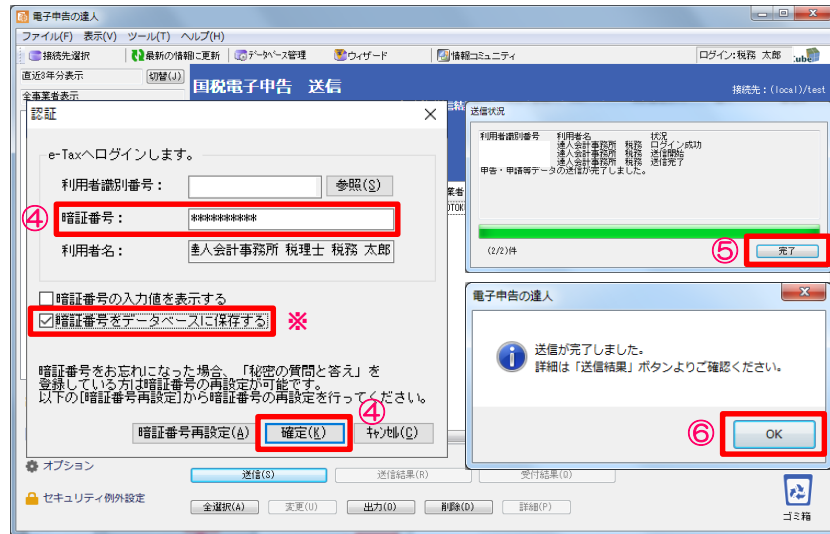 電子申告の達人
ファイル(F) 表示(V) ツール(T) ヘルプ(H)
接続先選択 最新の情報に更新 データベース管理 ウィザード 情報コミュニティ ログイン:税務 太郎
直近3年分表示 切替(J)
全事業者表示
国税電子申告 送信
接続先：(local)/test
認証
e-Taxへログインします。
利用者識別番号： 参照(S)
④ 暗証番号： **********
利用者名： 達人会計事務所 税理士 税務 太郎
暗証番号の入力値を表示する
暗証番号をデータベースに保存する ※
暗証番号をお忘れになった場合、「秘密の質問と答え」を
登録している方は暗証番号の再設定が可能です。
以下の[暗証番号再設定]から暗証番号の再設定を行ってください。
④
暗証番号再設定(A) 確定(K) キャンセル(C)
送信状況
利用者識別番号 利用者名 状況
達人会計事務所 税務 ログイン成功
達人会計事務所 税務 送信開始
達人会計事務所 税務 送信完了
申告・申請等データの送信が完了しました。
(2/2)件 ⑤ 完了
電子申告の達人
送信が完了しました。
詳細は「送信結果」ボタンよりご確認ください。
⑥ OK
オプション
セキュリティ例外設定
送信(S) 送信結果(R) 受付結果(Q)
全選択(A) 変更(U) 出力(O) 削除(D) 詳細(P)
ゴミ箱